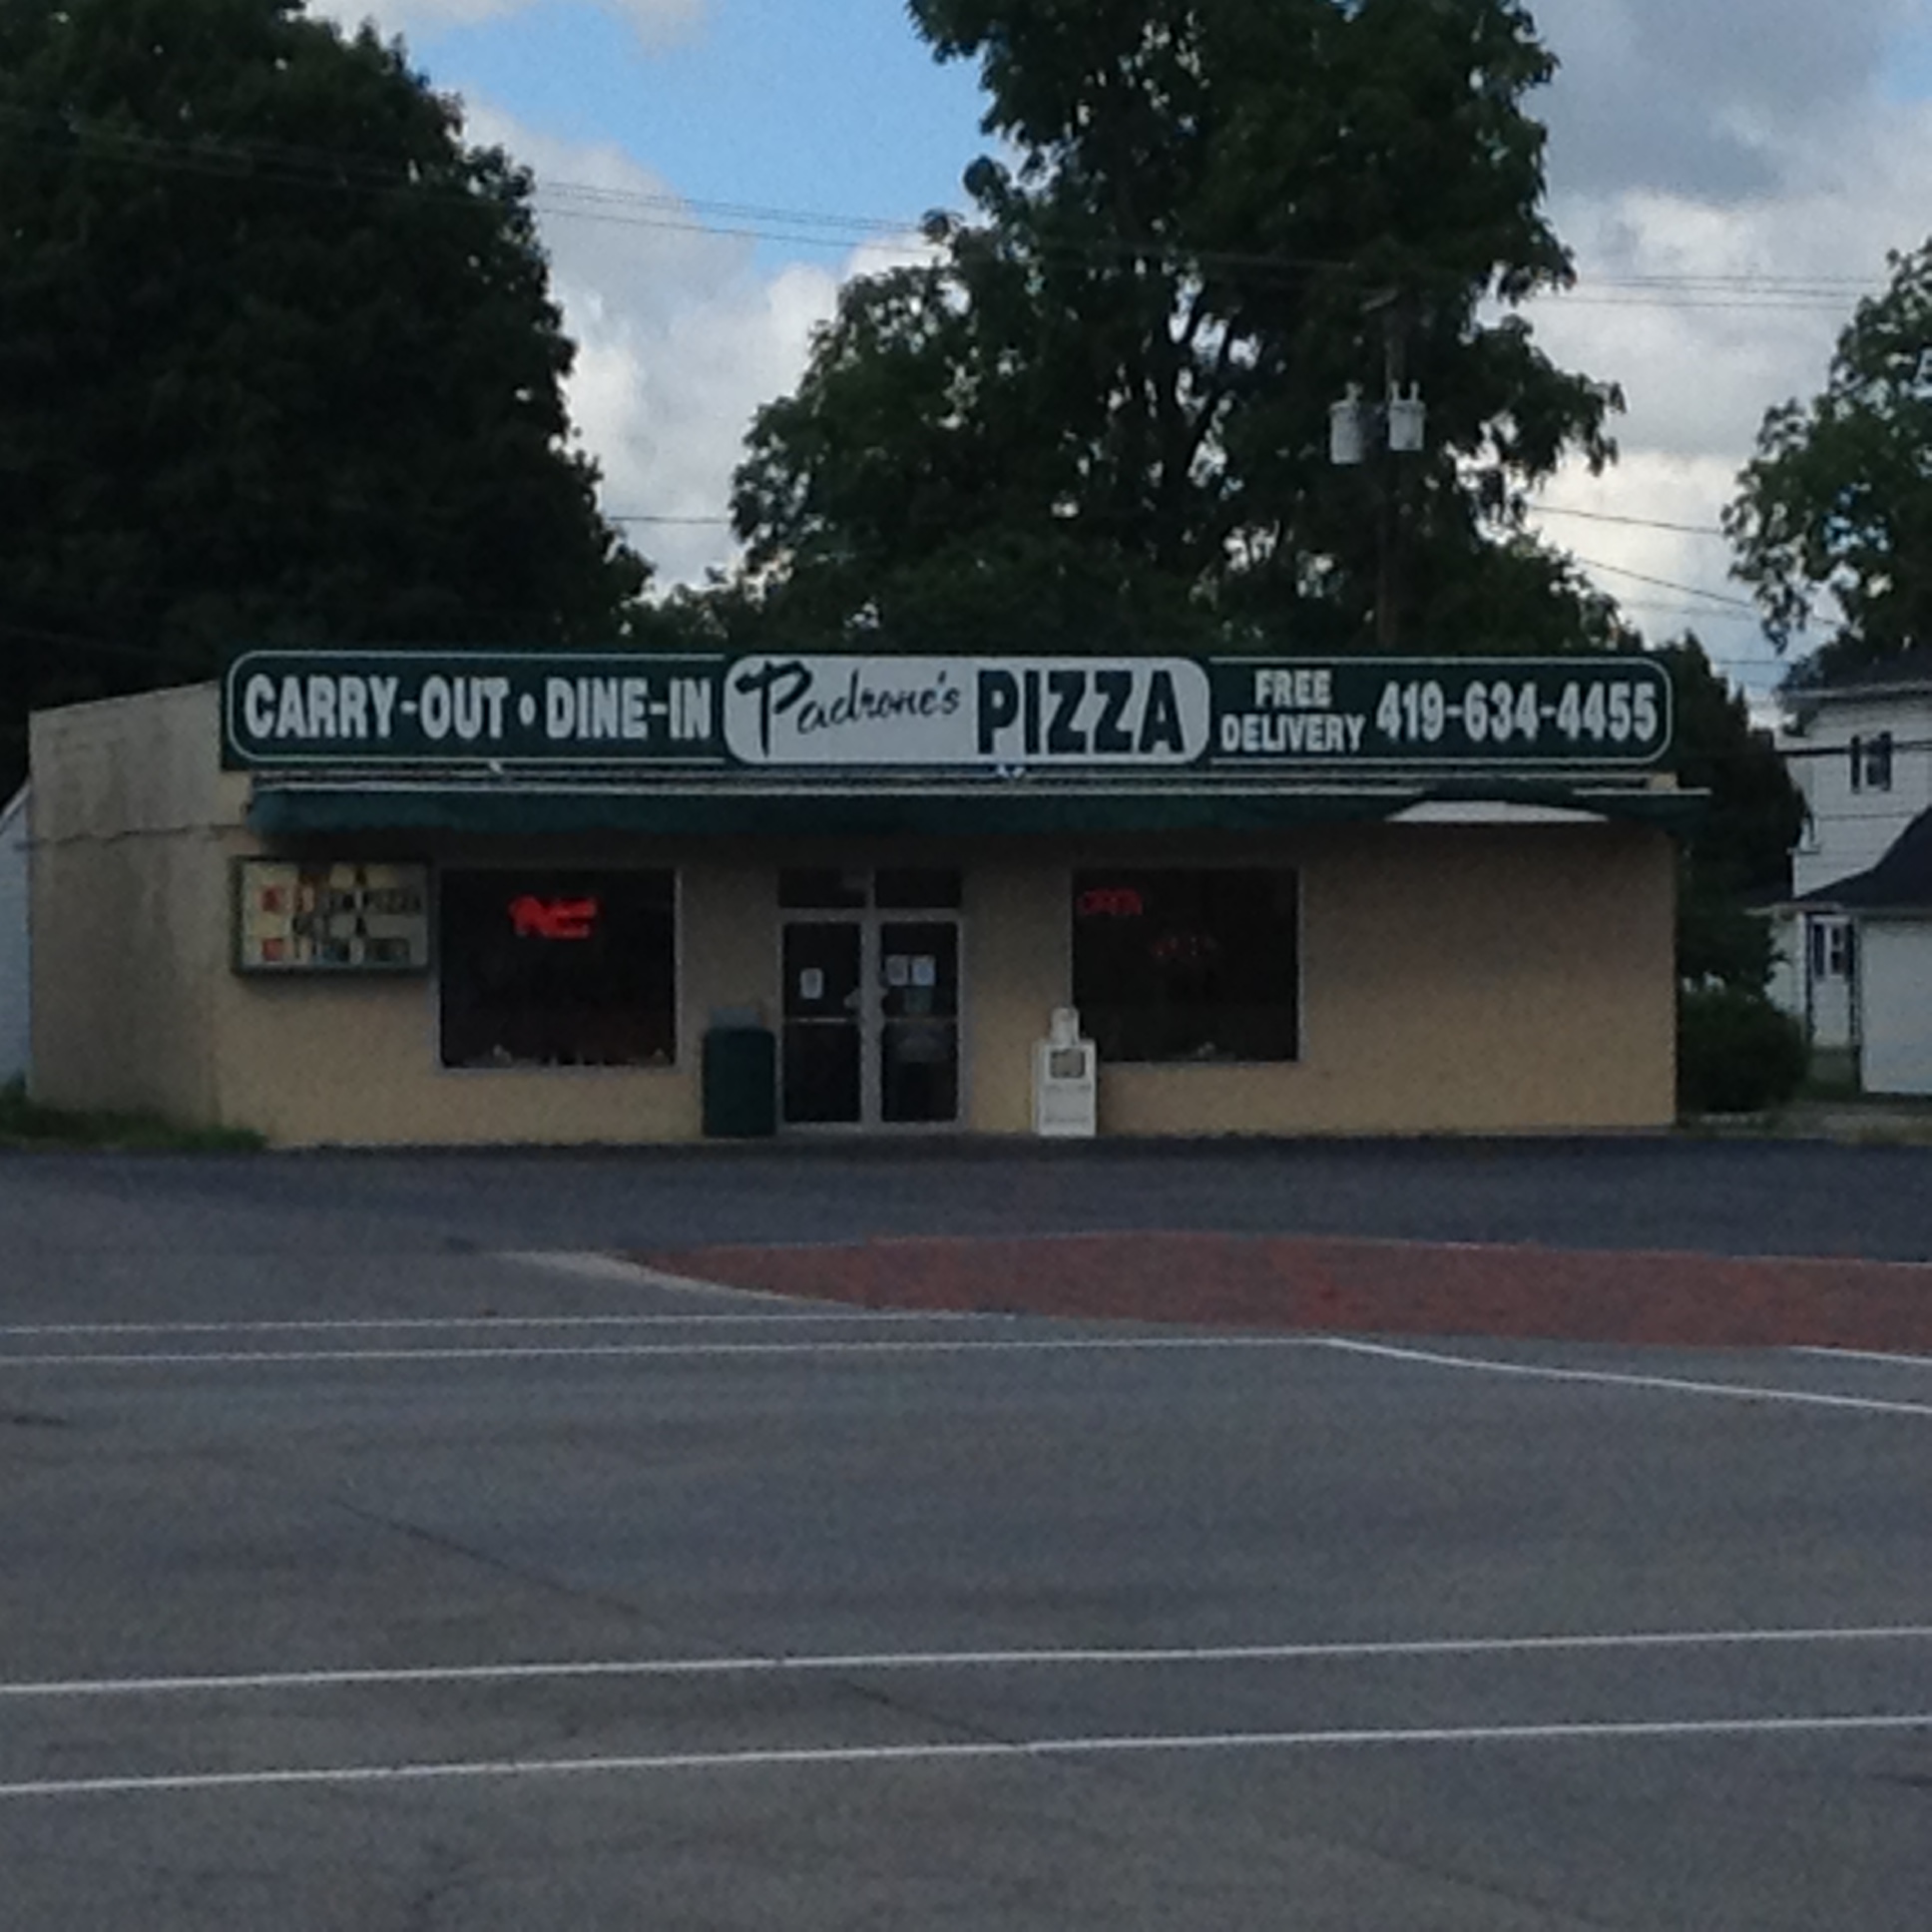 CARRY-OUT • DINE-IN Padrone's PIZZA FREE DELIVERY 419-634-4455
OPEN